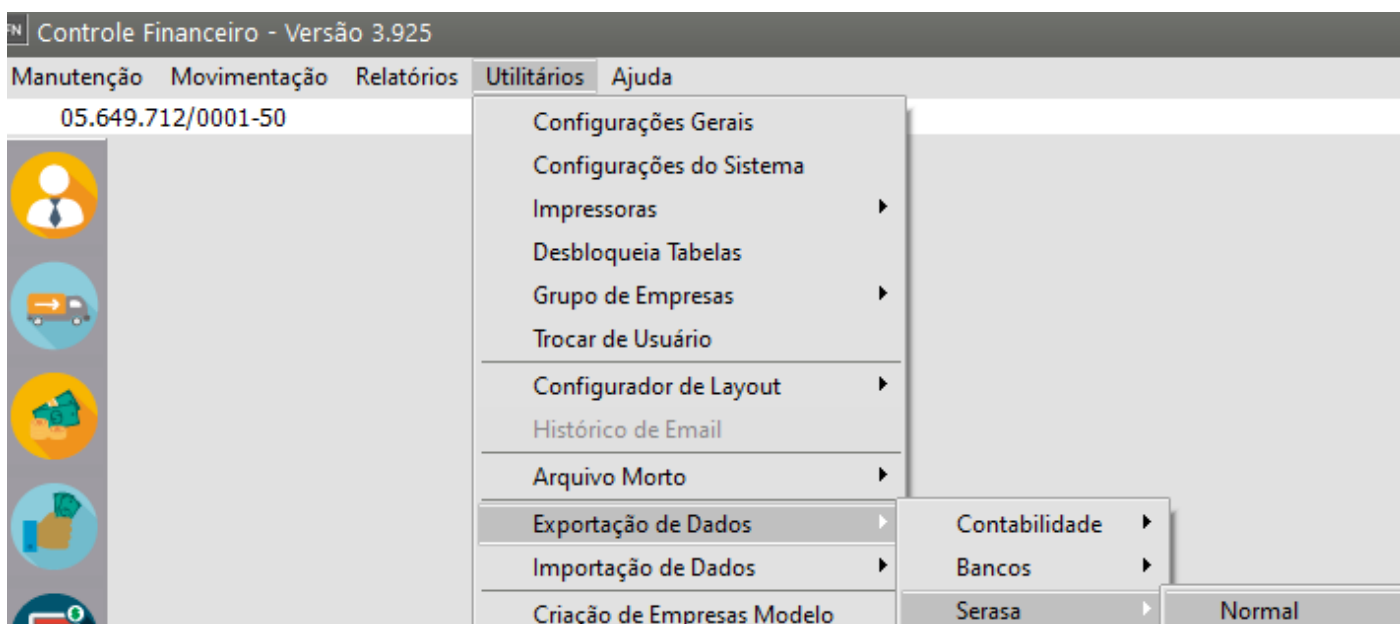 FN Controle Financeiro - Versão 3.925
Manutenção Movimentação Relatórios Utilitários Ajuda
05.649.712/0001-50
Configurações Gerais
Configurações do Sistema
Impressoras
Desbloqueia Tabelas
Grupo de Empresas
Trocar de Usuário
Configurador de Layout
Histórico de Email
Arquivo Morto
Exportação de Dados
Importação de Dados
Criação de Empresas Modelo
Contabilidade
Bancos
Serasa
Normal